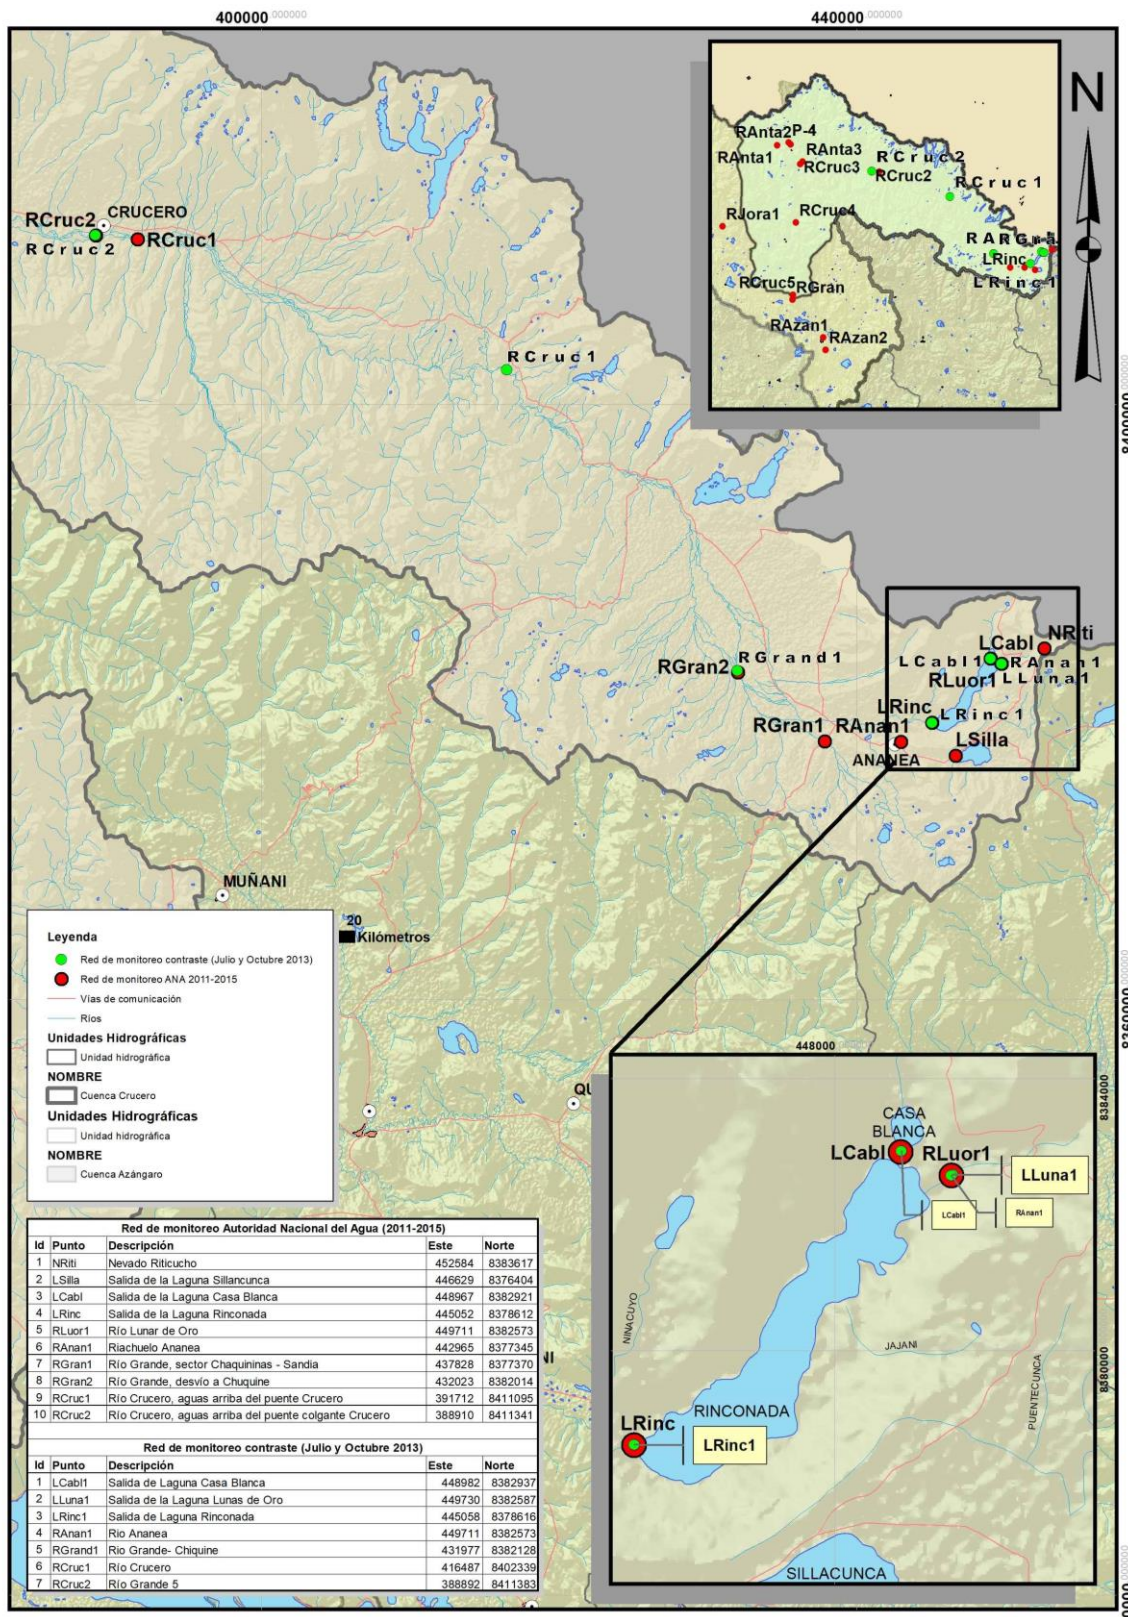 400000.000000
440000.000000
N
RAnta2P-4
RAnta1
RAnta3
RCruc3
RCruc2
RCruc2
RCruc1
RJora1
RCruc4
LRinc
LRinc1
RCruc5
RGran
RAzan1
RAzan2
RCruc2
CRUCERO
RCruc2
RCruc1
RCruc1
8400000.000000
LCabl
NRiti
LCabl1
RAnan1
RLuor1
LLuna1
RGran2
RGrand1
LRinc
LRinc1
RGran1
RAnan1
LSilla
ANANEA
MUÑANI
20
Kilómetros
Leyenda
Red de monitoreo contraste (Julio y Octubre 2013)
Red de monitoreo ANA 2011-2015
Vías de comunicación
Ríos
Unidades Hidrográficas
Unidad hidrográfica
NOMBRE
Cuenca Crucero
Unidades Hidrográficas
Unidad hidrográfica
NOMBRE
Cuenca Azángaro
8360000.000000
QU
448000
8384000
CASA
BLANCA
LCabl
RLuor1
LLuna1
LCabl1
RAnan1
NINACUYO
JAJANI
PUENTECUNCA
8380000
RINCONADA
LRinc
LRinc1
SILLACUNCA
Red de monitoreo Autoridad Nacional del Agua (2011-2015)
Id Punto Descripción Este Norte
1 NRiti Nevado Riticucho 452584 8383617
2 LSilla Salida de la Laguna Sillancunca 446629 8376404
3 LCabl Salida de la Laguna Casa Blanca 448967 8382921
4 LRinc Salida de la Laguna Rinconada 445052 8378612
5 RLuor1 Río Lunar de Oro 449711 8382573
6 RAnan1 Riachuelo Ananea 442965 8377345
7 RGran1 Río Grande, sector Chaquininas - Sandia 437828 8377370
8 RGran2 Río Grande, desvío a Chuquine 432023 8382014
9 RCruc1 Río Crucero, aguas arriba del puente Crucero 391712 8411095
10 RCruc2 Río Crucero, aguas arriba del puente colgante Crucero 388910 8411341
Red de monitoreo contraste (Julio y Octubre 2013)
Id Punto Descripción Este Norte
1 LCabl1 Salida de Laguna Casa Blanca 448982 8382937
2 LLuna1 Salida de la Laguna Lunas de Oro 449730 8382587
3 LRinc1 Salida de Laguna Rinconada 445058 8378616
4 RAnan1 Rio Ananea 449711 8382573
5 RGrand1 Rio Grande- Chiquine 431977 8382128
6 RCruc1 Río Crucero 416487 8402339
7 RCruc2 Río Grande 5 388892 8411383